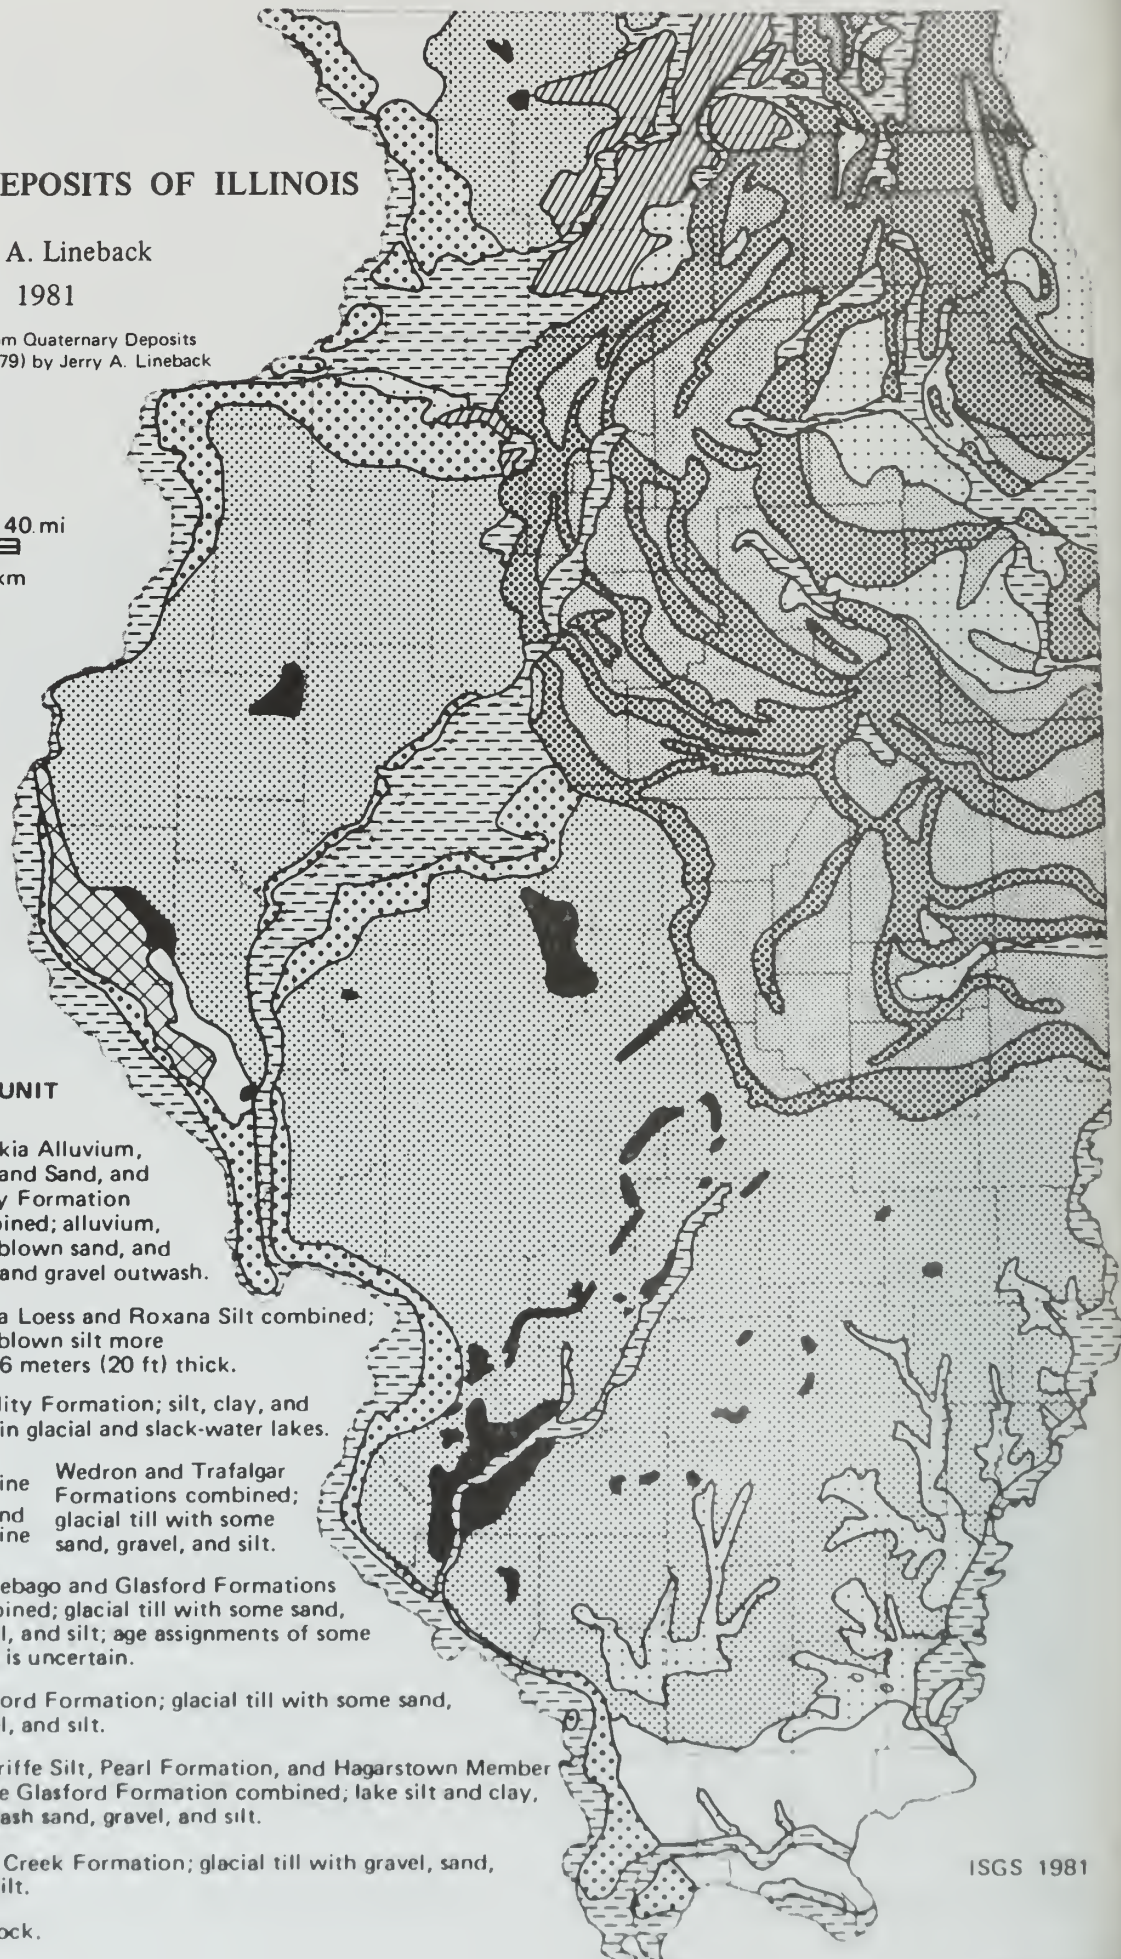 EPOSITS OF ILLINOIS
A. Lineback
1981
m Quaternary Deposits
79) by Jerry A. Lineback
40 mi
km
UNIT
kia Alluvium,
and Sand, and
y Formation
bined; alluvium,
blown sand, and
and gravel outwash.
a Loess and Roxana Silt combined;
blown silt more
6 meters (20 ft) thick.
lity Formation; silt, clay, and
in glacial and slack-water lakes.
ine
nd
ine
Wedron and Trafalgar
Formations combined;
glacial till with some
sand, gravel, and silt.
ebago and Glasford Formations
bined; glacial till with some sand,
l, and silt; age assignments of some
is uncertain.
ord Formation; glacial till with some sand,
l, and silt.
riffe Silt, Pearl Formation, and Hagarstown Member
e Glasford Formation combined; lake silt and clay,
ash sand, gravel, and silt.
Creek Formation; glacial till with gravel, sand,
ilt.
ock.
ISGS 1981